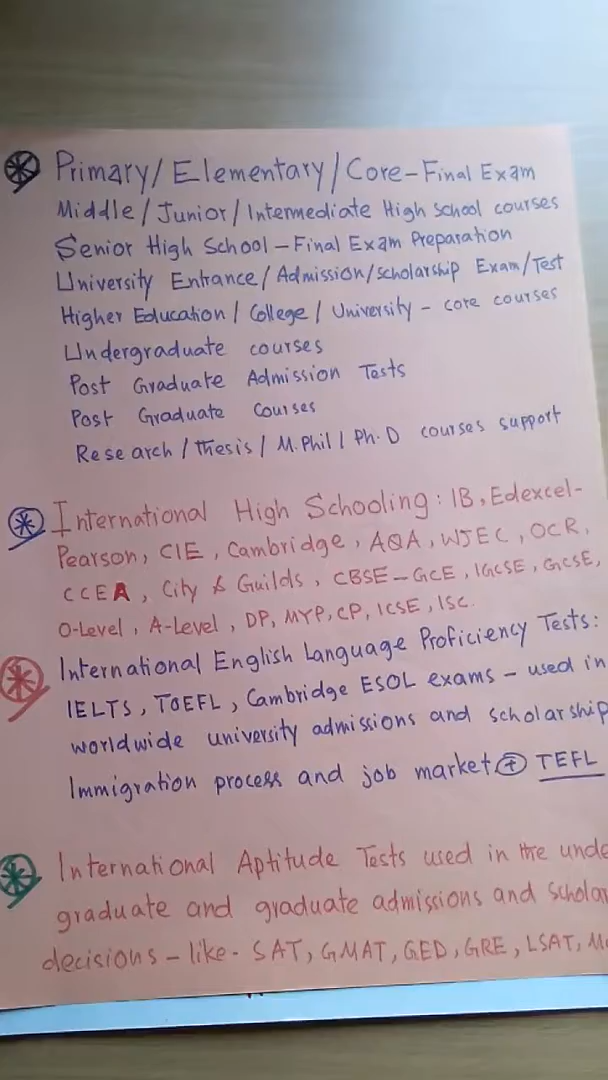 Primary/Elementary/Core-Final Exam
Middle/Junior/Intermediate High School courses
Senior High School-Final Exam Preparation
University Entrance/Admission/scholarship Exam/Test
Higher Education/College/University- core courses
Undergraduate courses
Post Graduate Admission Tests
Post Graduate Courses
Research/thesis/M.Phil/Ph.D courses support
International High Schooling: IB, Edexcel-
Pearson, CIE, Cambridge, AQA, WJEC, OCR,
CCEA, City & Guilds, CBSE-GCE, IGCSE, GCSE,
O-Level, A-Level, DP, MYP, CP, ICSE, ISC.
International English Language Proficiency Tests:
IELTS, TOEFL, Cambridge ESOL exams- used in
worldwide university admissions and scholarship
Immigration process and job market + TEFL
International Aptitude Tests used in the unde
graduate and graduate admissions and scholar
decisions-like- SAT, GMAT, GED, GRE, LSAT,